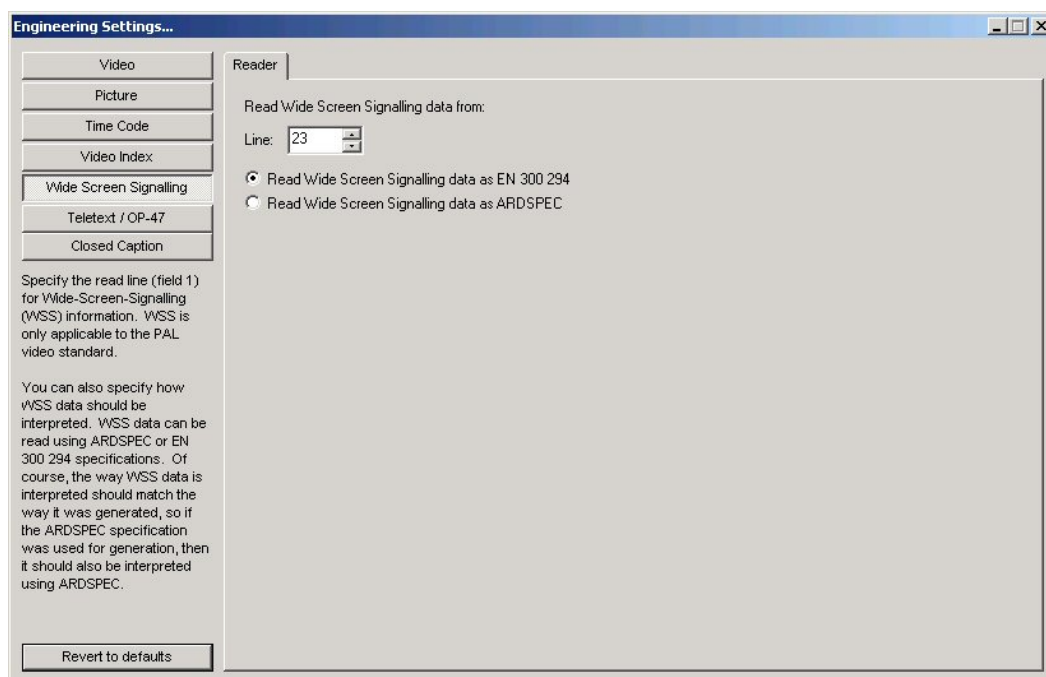 Engineering Settings...
Video
Picture
Time Code
Video Index
Wide Screen Signalling
Teletext / OP-47
Closed Caption
Specify the read line (field 1)
for Wide-Screen-Signalling
(WSS) information. WSS is
only applicable to the PAL
video standard.
You can also specify how
WSS data should be
interpreted. WSS data can be
read using ARDSPEC or EN
300 294 specifications. Of
course, the way WSS data is
interpreted should match the
way it was generated, so if
the ARDSPEC specification
was used for generation, then
it should also be interpreted
using ARDSPEC.
Revert to defaults
Reader
Read Wide Screen Signalling data from:
Line: 23
Read Wide Screen Signalling data as EN 300 294
Read Wide Screen Signalling data as ARDSPEC